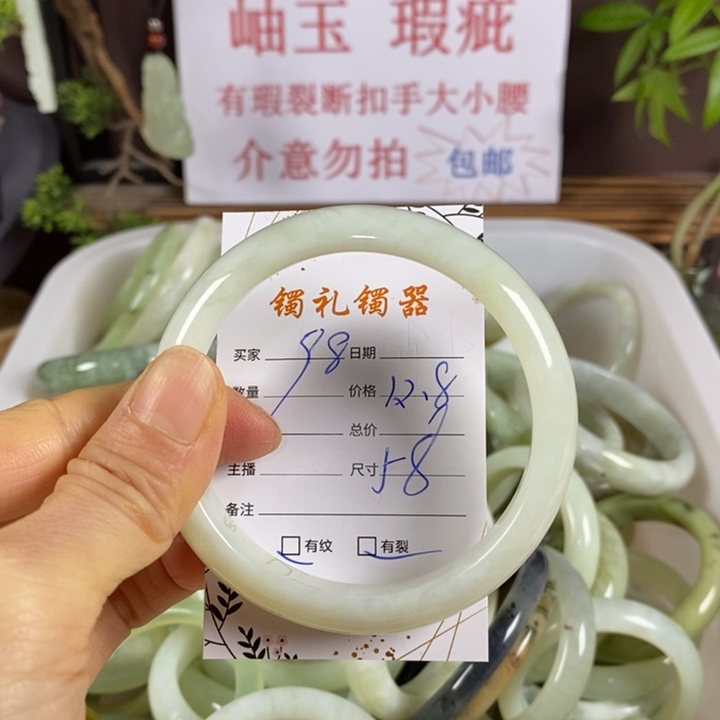 岫玉 瑕疵
有瑕裂断扣手大小腰
介意勿拍 包邮
镯礼镯器
买家 98 日期
数量 价格 12.8
总价
主播 尺寸 58
备注
有纹 有裂